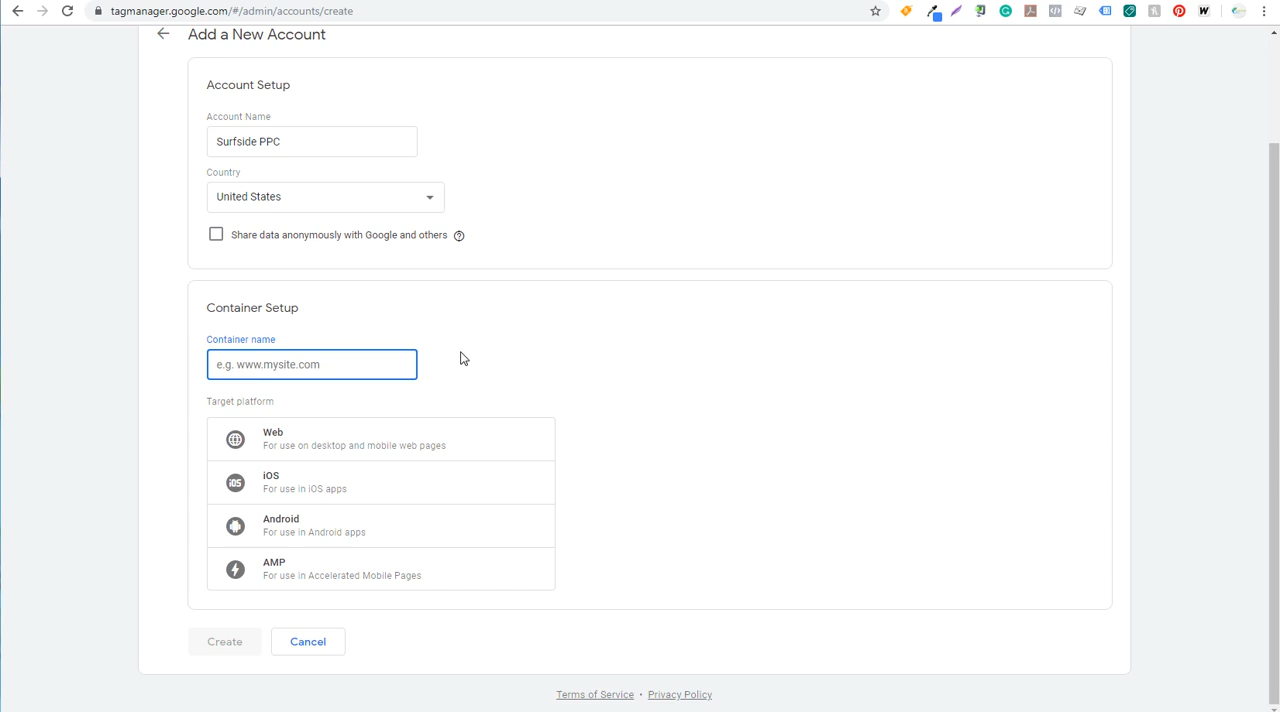 tagmanager.google.com/#/admin/accounts/create
Add a New Account
Account Setup
Account Name
Surfside PPC
Country
United States
Share data anonymously with Google and others
Container Setup
Container name
e.g. www.mysite.com
Target platform
Web
For use on desktop and mobile web pages
iOS
iOS
For use in iOS apps
Android
For use in Android apps
AMP
For use in Accelerated Mobile Pages
Create
Cancel
Terms of Service • Privacy Policy